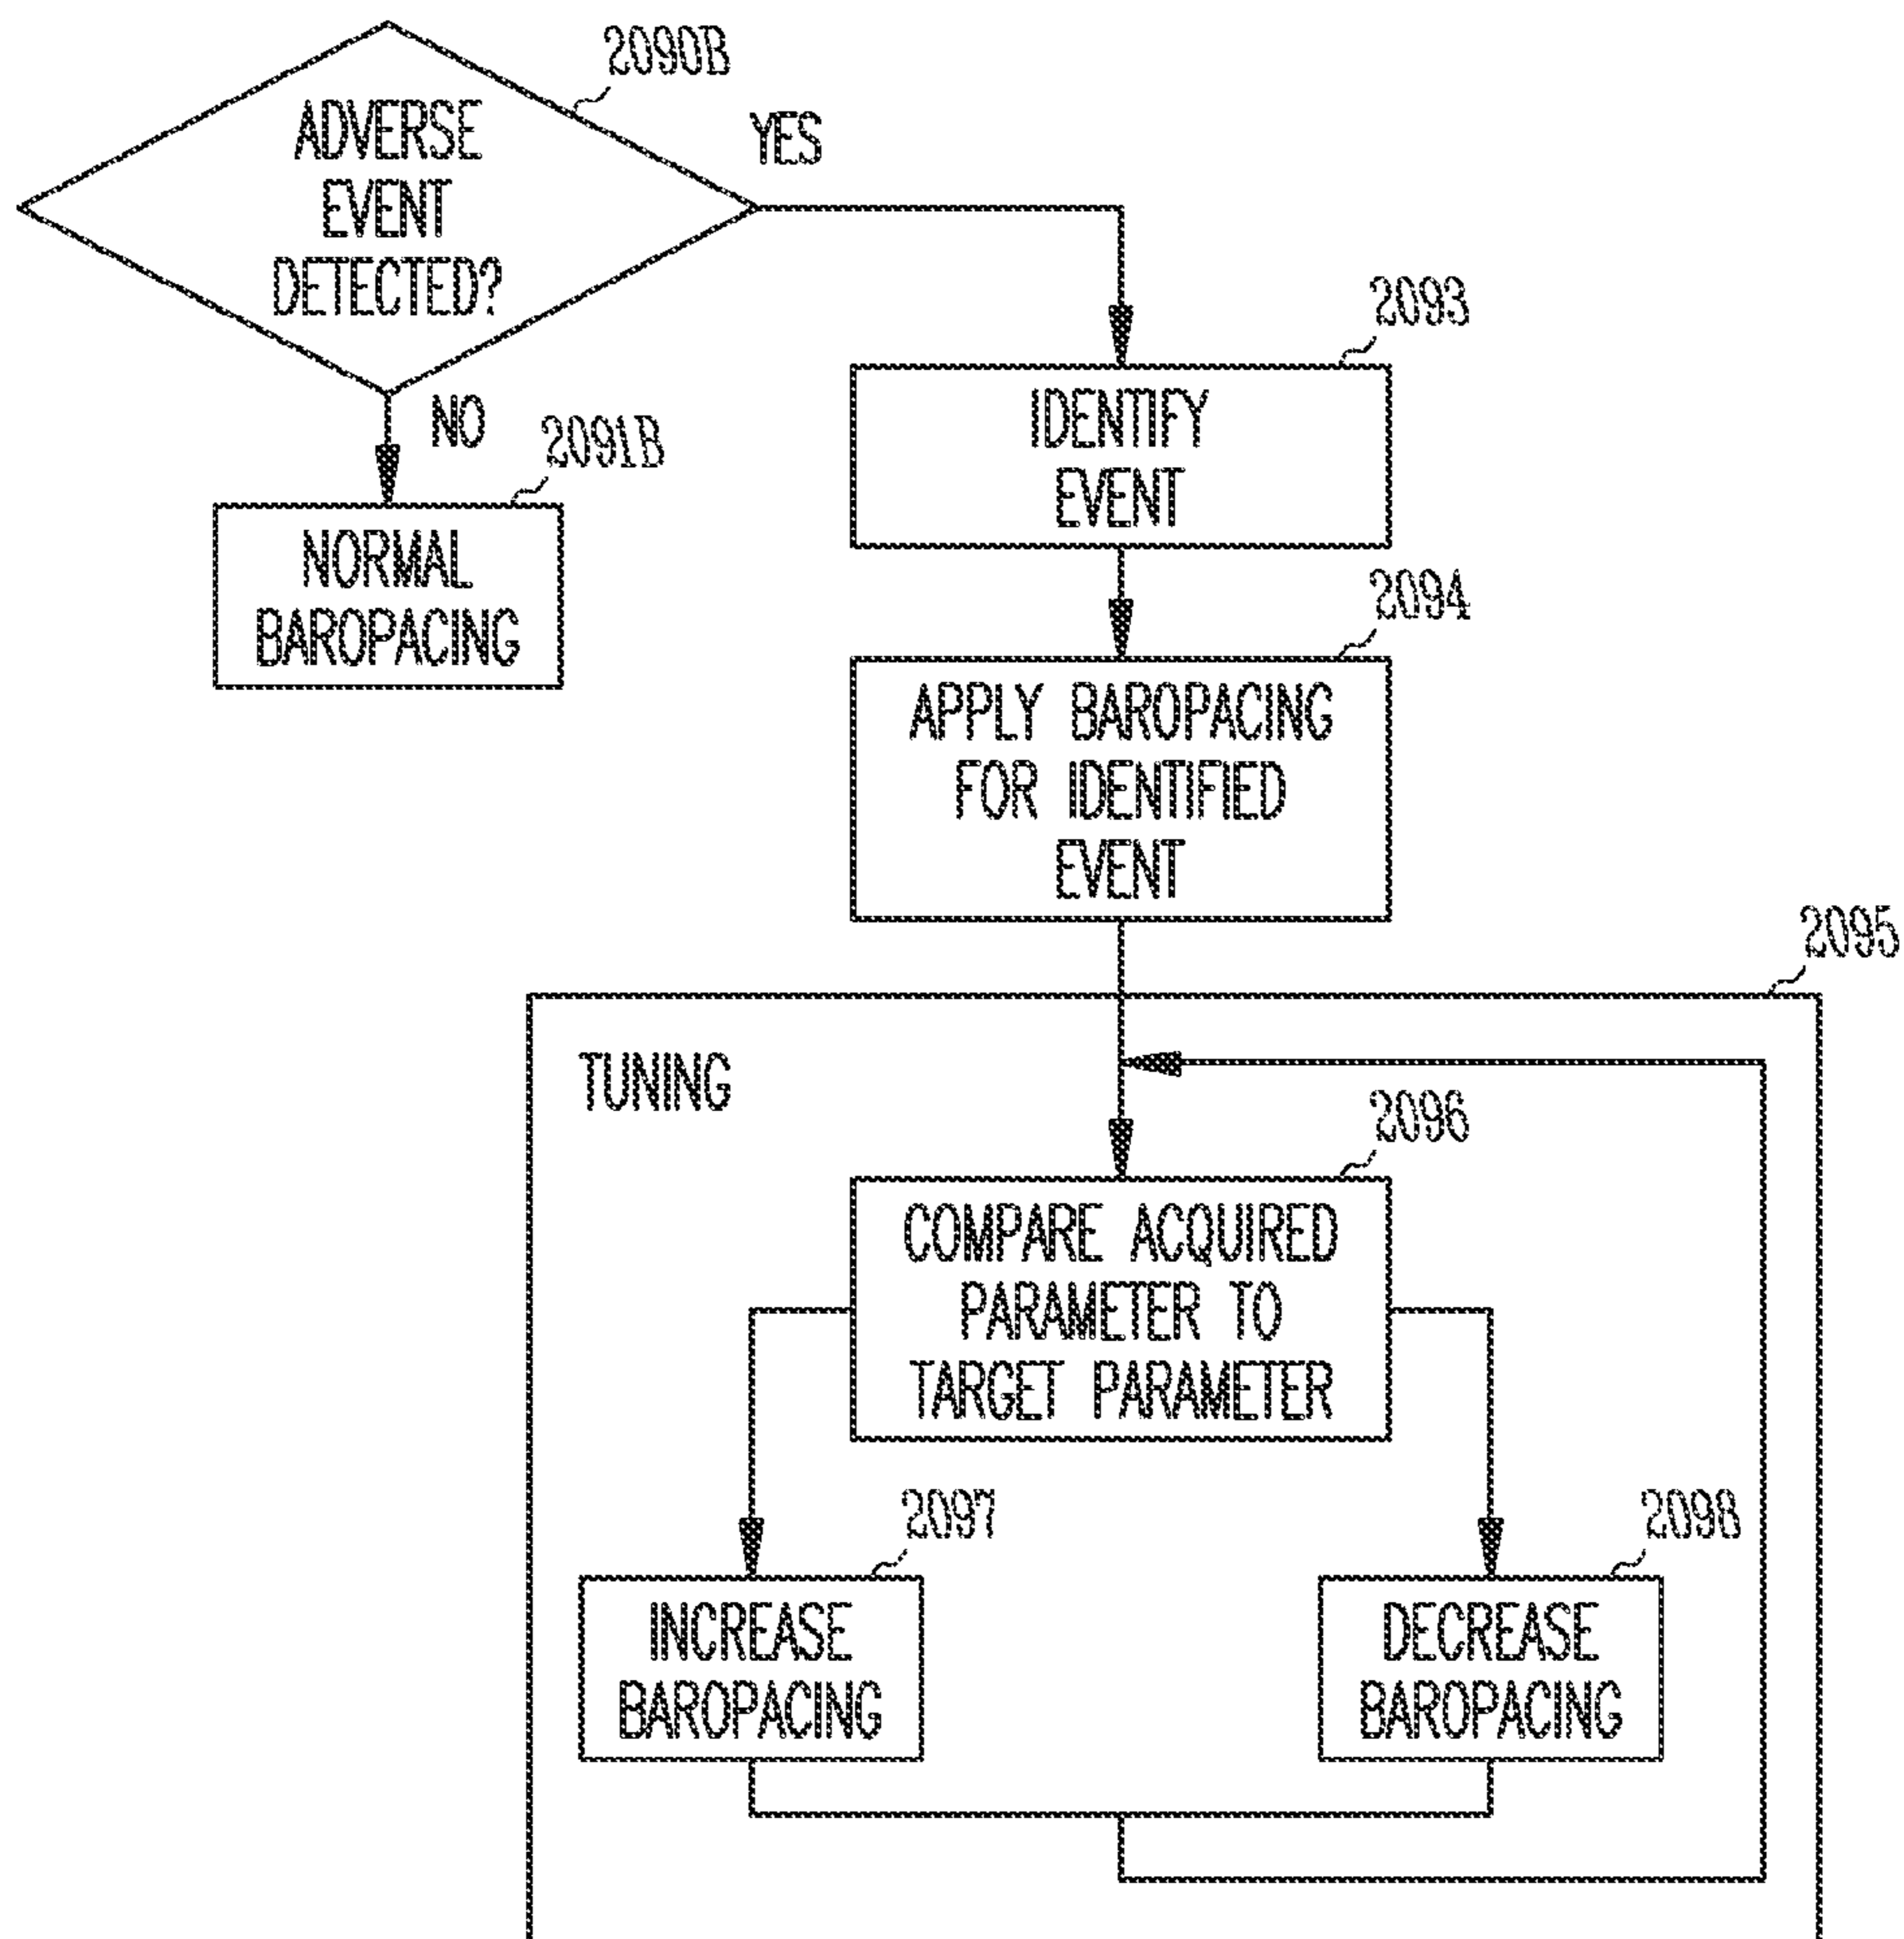 2090B
ADVERSE
EVENT
DETECTED?
YES
NO
2091B
NORMAL
BAROPACING
2093
IDENTIFY
EVENT
2094
APPLY BAROPACING
FOR IDENTIFIED
EVENT
2095
TUNING
2096
COMPARE ACQUIRED
PARAMETER TO
TARGET PARAMETER
2097
INCREASE
BAROPACING
2098
DECREASE
BAROPACING